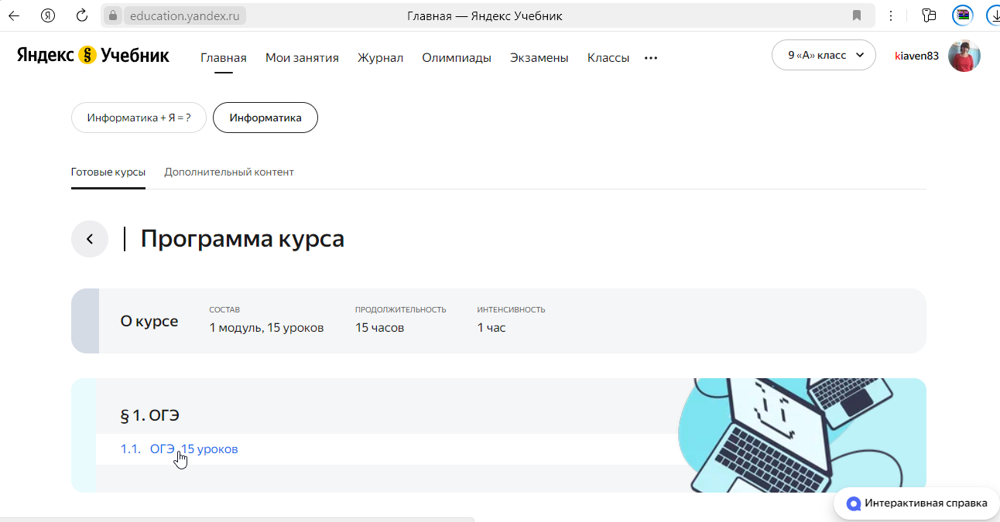 education.yandex.ru
Главная — Яндекс Учебник
Яндекс § Учебник
Главная
Мои занятия
Журнал
Олимпиады
Экзамены
Классы
9 «А» класс
kiaven83
Информатика + Я = ?
Информатика
Готовые курсы
Дополнительный контент
Программа курса
О курсе
СОСТАВ
1 модуль, 15 уроков
ПРОДОЛЖИТЕЛЬНОСТЬ
15 часов
ИНТЕНСИВНОСТЬ
1 час
§ 1. ОГЭ
1.1. ОГЭ 15 уроков
Интерактивная справка